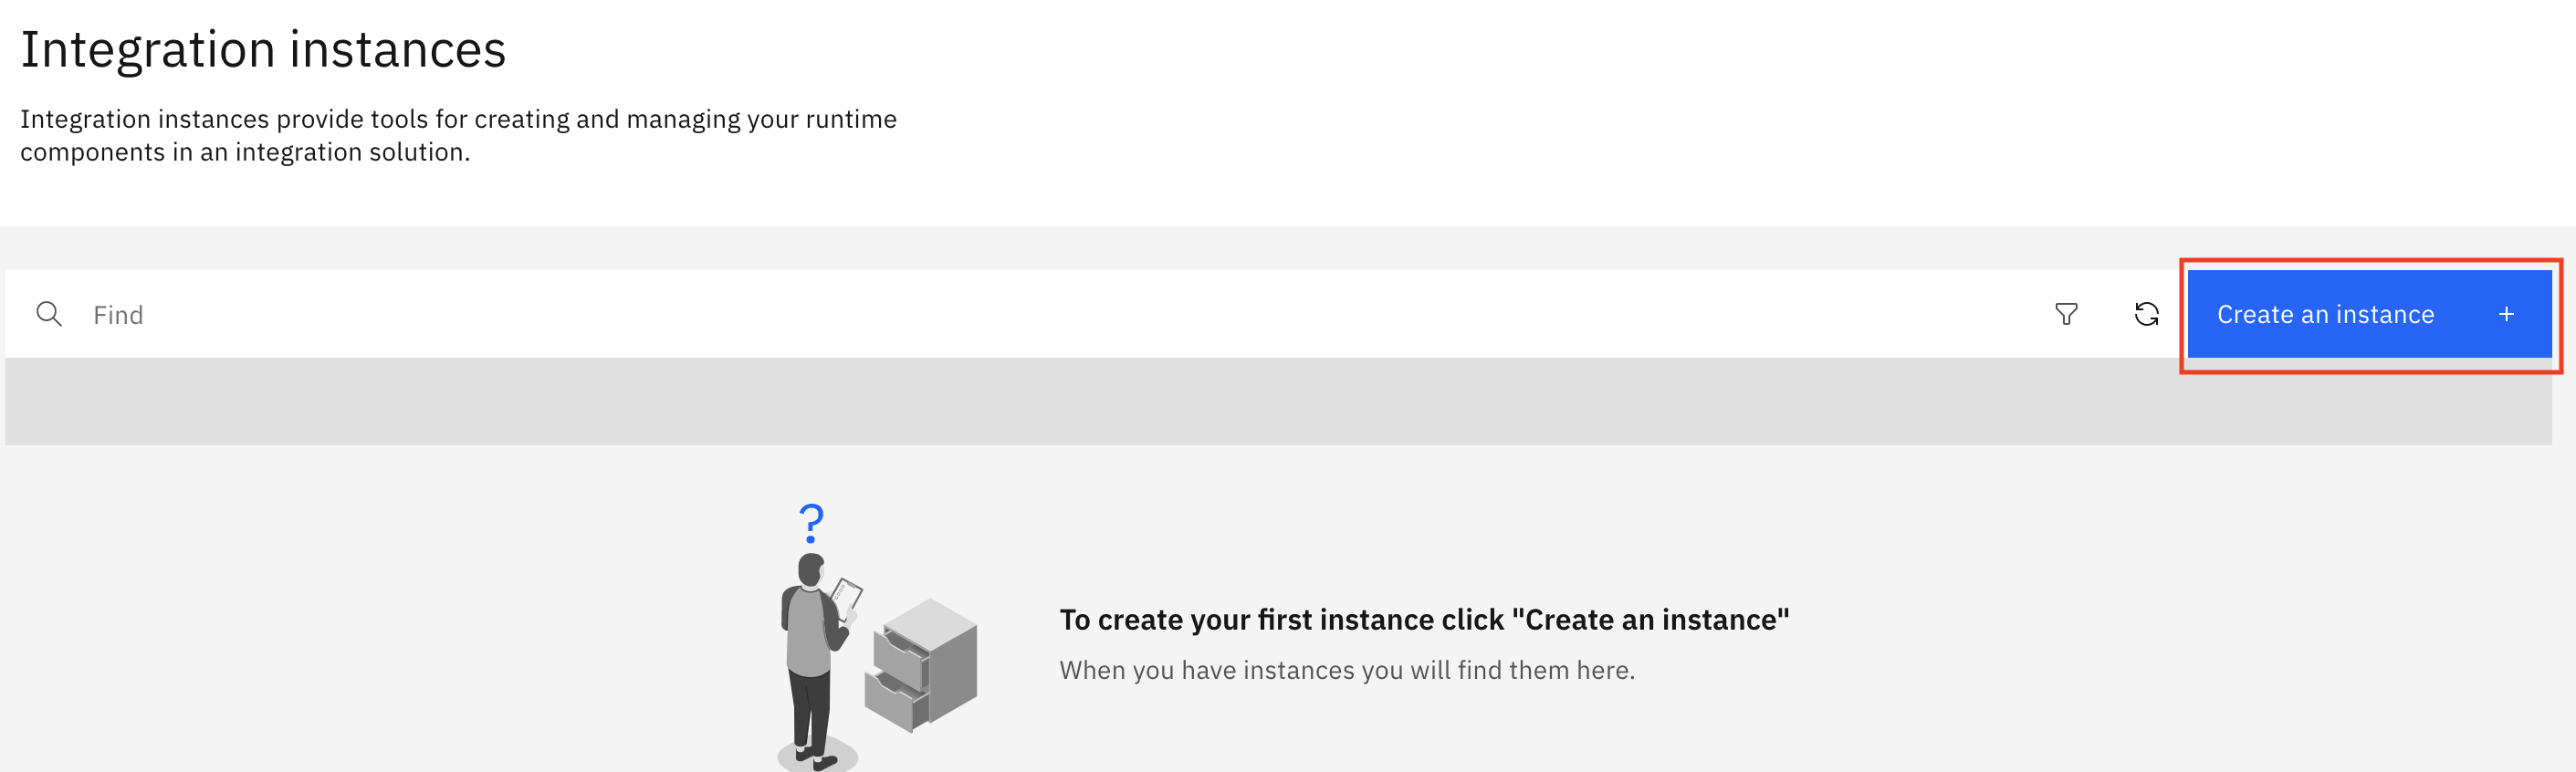 Integration instances
Integration instances provide tools for creating and managing your runtime
components in an integration solution.
Find
Create an instance +
?
To create your first instance click "Create an instance"
When you have instances you will find them here.